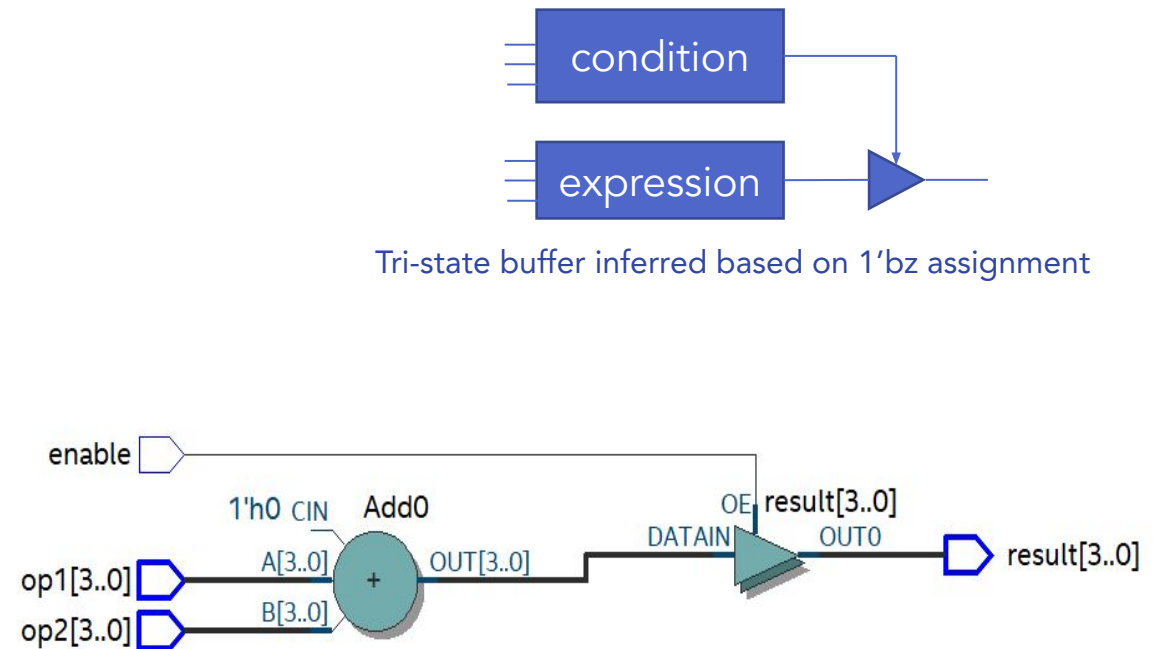 condition
expression
Tri-state buffer inferred based on 1’bz assignment
enable
1'h0 CIN
Add0
OE
result[3..0]
DATAIN
OUT0
A[3..0]
OUT[3..0]
result[3..0]
op1[3..0]
+
B[3..0]
op2[3..0]